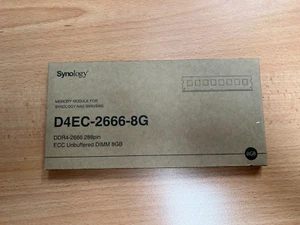 Synology
MEMORY MODULE FOR
SYNOLOGY NAS SERVERS
D4EC-2666-8G
DDR4-2666 288pin
ECC Unbuffered DIMM 8GB